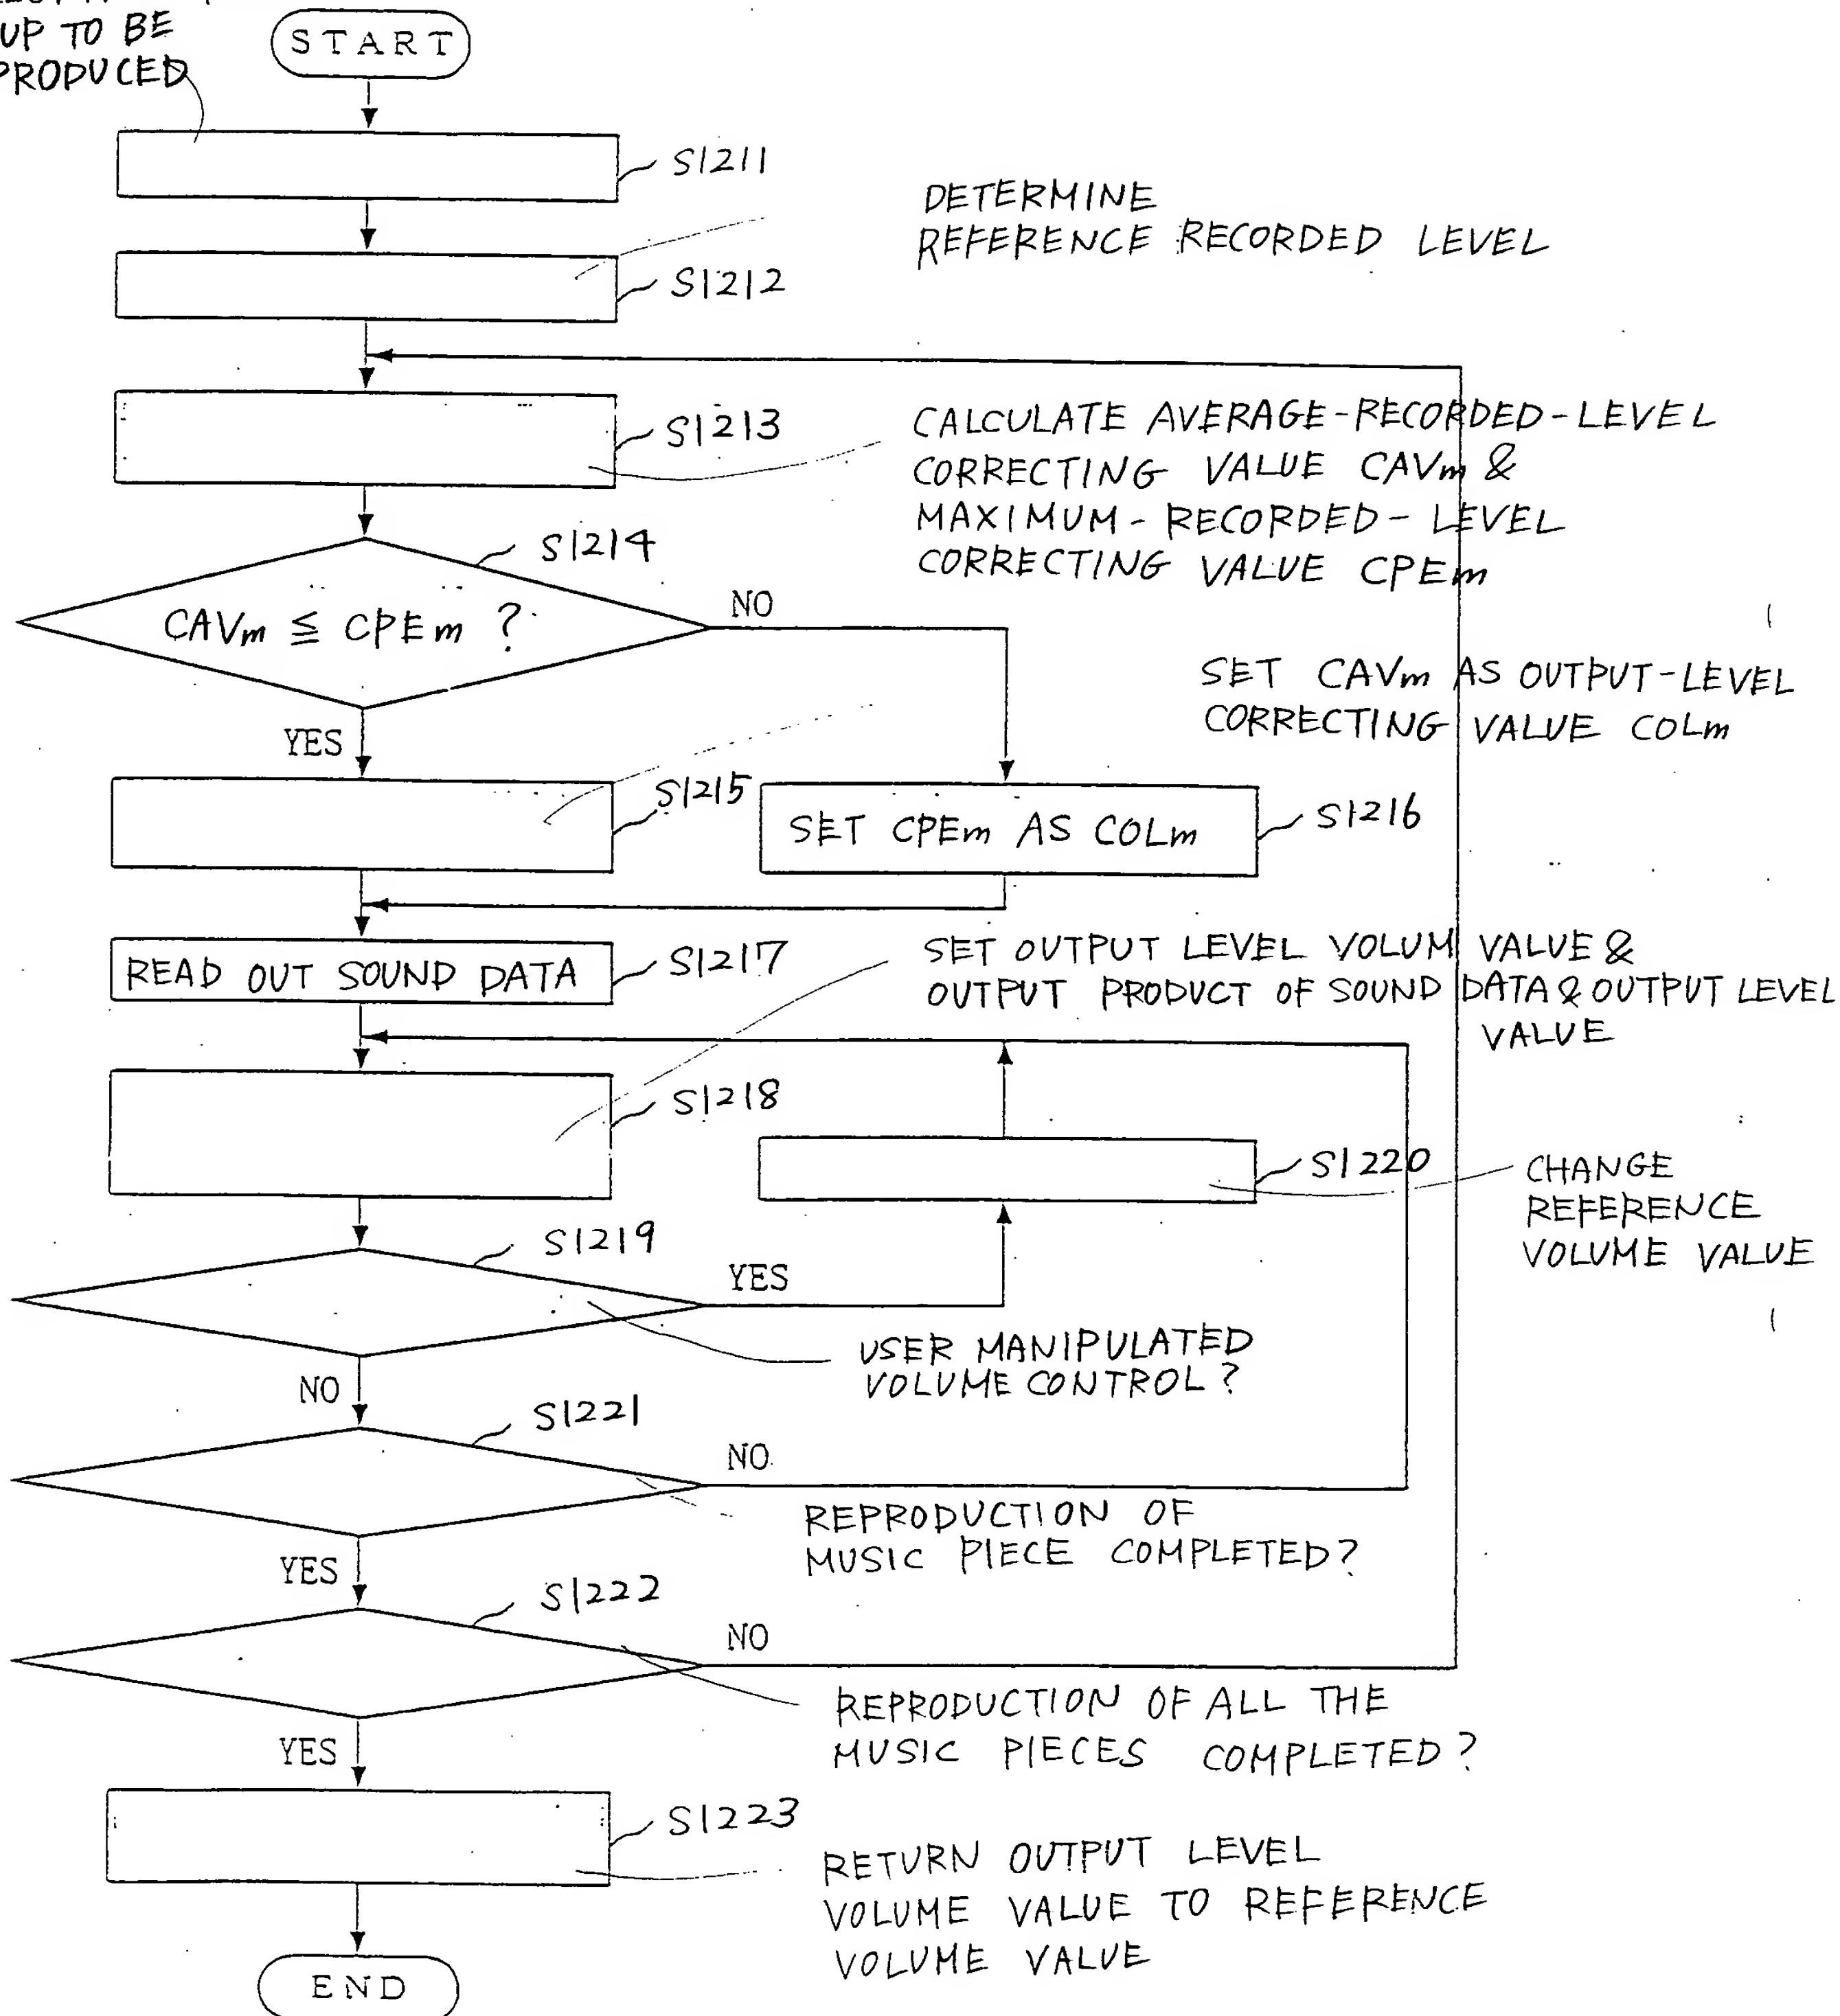 UP TO BE
START
S1211
DETERMINE
REFERENCE RECORDED LEVEL
S1212
S1213
CALCULATE AVERAGE-RECORDED-LEVEL
CORRECTING VALUE CAVm &
MAXIMUM-RECORDED-LEVEL
CORRECTING VALUE CPEm
S1214
CAVm ≦ CPEm ?
NO
YES
SET CAVm AS OUTPUT-LEVEL
CORRECTING VALUE COLm
S1215
SET CPEm AS COLm
S1216
READ OUT SOUND DATA
S1217
SET OUTPUT LEVEL VOLUM VALUE &
OUTPUT PRODUCT OF SOUND DATA & OUTPUT LEVEL
VALUE
S1218
S1220
CHANGE
REFERENCE
VOLUME VALUE
S1219
YES
USER MANIPULATED
VOLUME CONTROL?
NO
S1221
NO
REPRODUCTION OF
MUSIC PIECE COMPLETED?
YES
S1222
NO
REPRODUCTION OF ALL THE
MUSIC PIECES COMPLETED?
YES
S1223
RETURN OUTPUT LEVEL
VOLUME VALUE TO REFERENCE
VOLUME VALUE
END